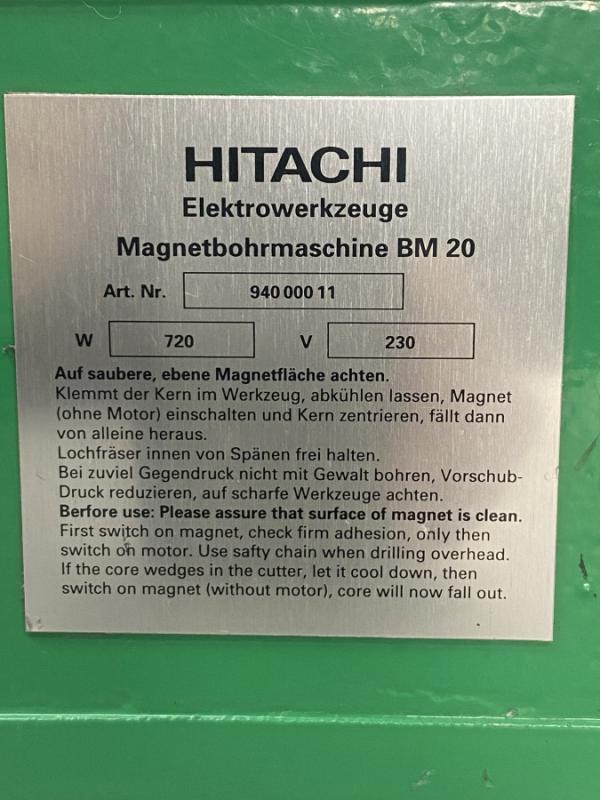 HITACHI
Elektrowerkzeuge
Magnetbohrmaschine BM 20
Art. Nr. 940 000 11
W 720 V 230
Auf saubere, ebene Magnetfläche achten.
Klemmt der Kern im Werkzeug, abkühlen lassen, Magnet
(ohne Motor) einschalten und Kern zentrieren, fällt dann
von alleine heraus.
Lochfräser innen von Spänen frei halten.
Bei zuviel Gegendruck nicht mit Gewalt bohren, Vorschub-
Druck reduzieren, auf scharfe Werkzeuge achten.
Berfore use: Please assure that surface of magnet is clean.
First switch on magnet, check firm adhesion, only then
switch on motor. Use safty chain when drilling overhead.
If the core wedges in the cutter, let it cool down, then
switch on magnet (without motor), core will now fall out.